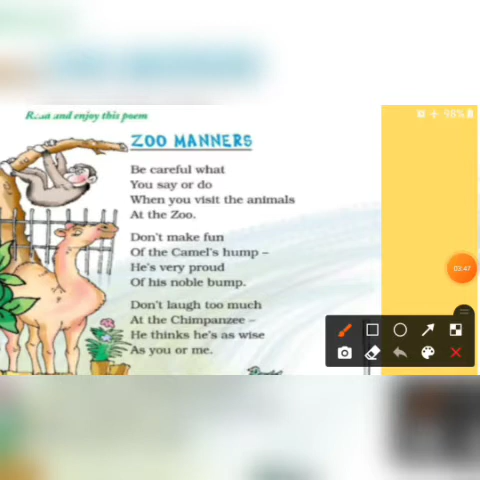 Read and enjoy this poem
ZOO MANNERS
Be careful what
You say or do
When you visit the animals
At the Zoo.
Don't make fun
Of the Camel's hump –
He's very proud
Of his noble bump.
Don't laugh too much
At the Chimpanzee –
He thinks he's as wise
As you or me.
98%